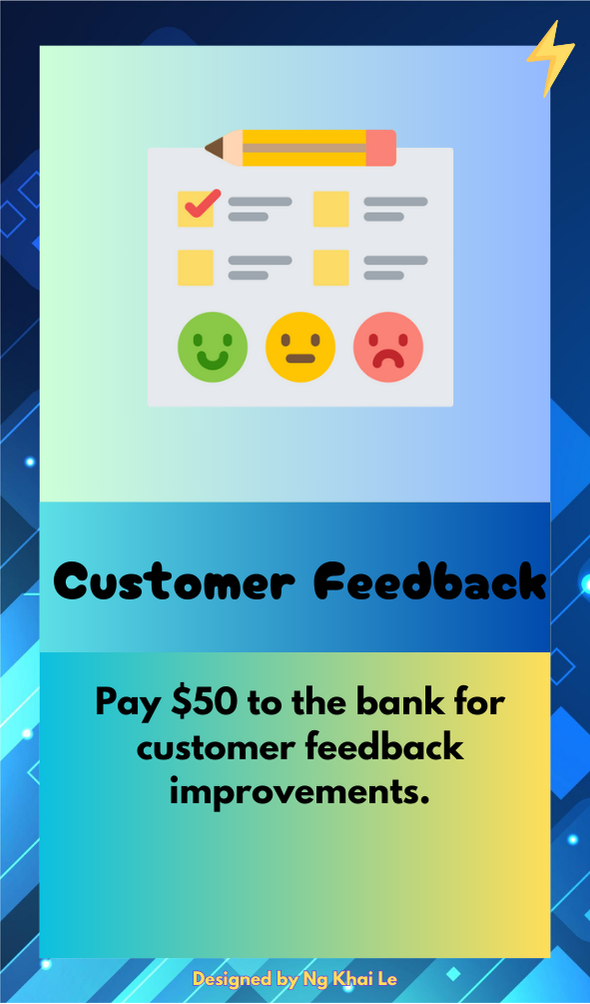 Customer Feedback
Pay $50 to the bank for
customer feedback
improvements.
Designed by Ng Khai Le